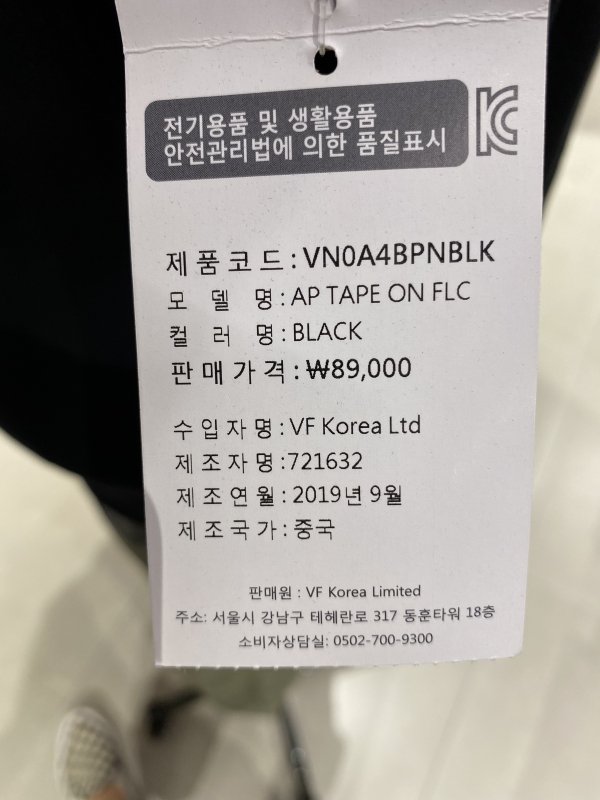 전기용품 및 생활용품
안전관리법에 의한 품질표시
KC
제품코드 : VN0A4BPNBLK
모델명 : AP TAPE ON FLC
컬러명 : BLACK
판매가격 : ₩89,000
수입자명 : VF Korea Ltd
제조자명 : 721632
제조연월 : 2019년 9월
제조국가 : 중국
판매원 : VF Korea Limited
주소: 서울시 강남구 테헤란로 317 동훈타워 18층
소비자상담실: 0502-700-9300